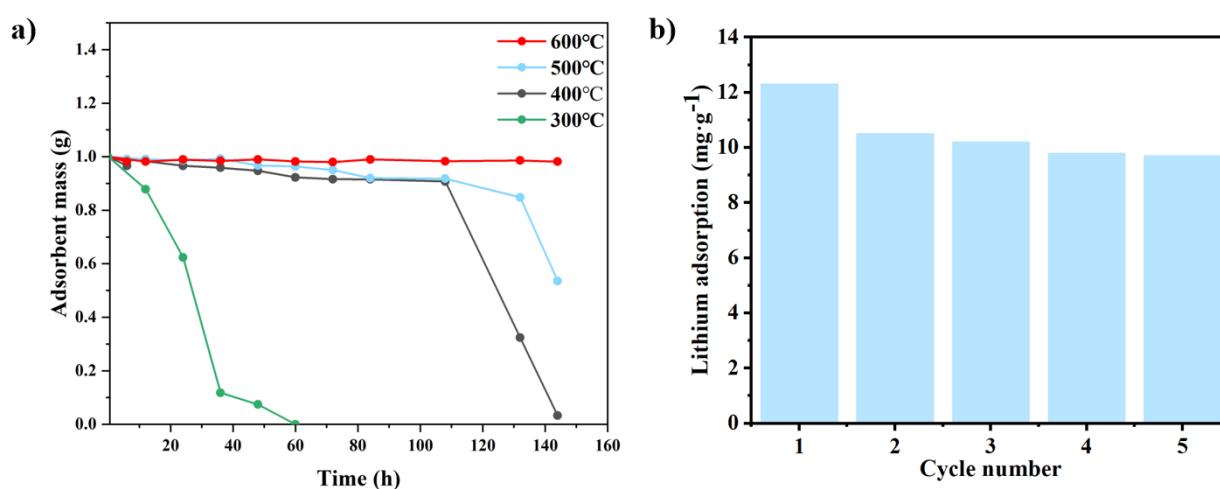 a)
Adsorbent mass (g)
1.4
1.2
1.0
0.8
0.6
0.4
0.2
0.0
600°C
500°C
400°C
300°C
20 40 60 80 100 120 140 160
Time (h)
b)
Lithium adsorption (mg·g⁻¹)
14
12
10
8
6
4
2
0
1 2 3 4 5
Cycle number